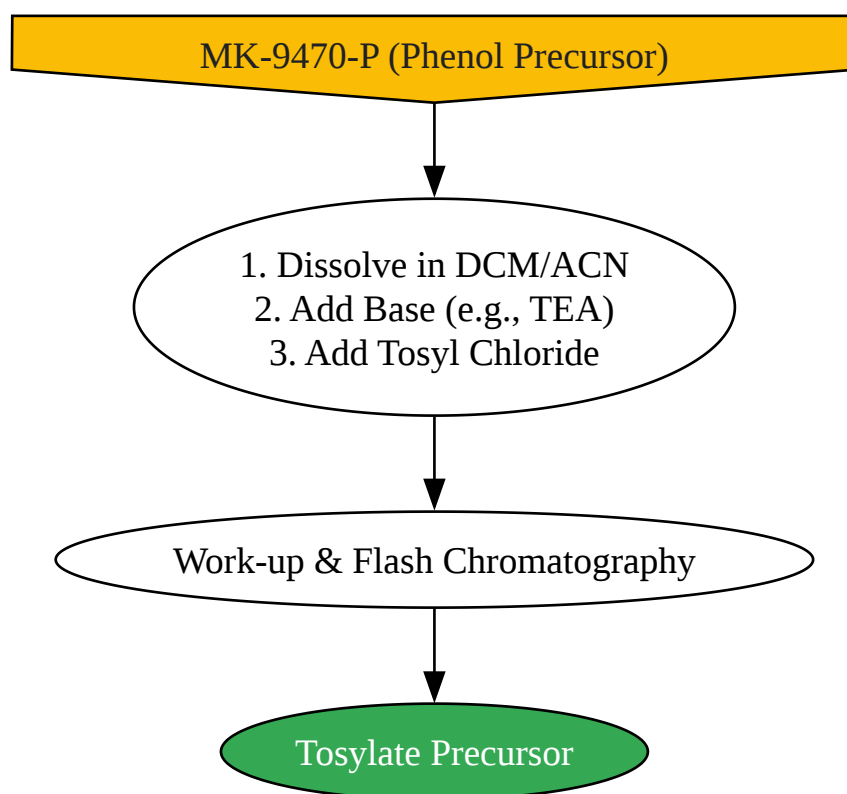 MK-9470-P (Phenol Precursor)
1. Dissolve in DCM/ACN
2. Add Base (e.g., TEA)
3. Add Tosyl Chloride
Work-up & Flash Chromatography
Tosylate Precursor